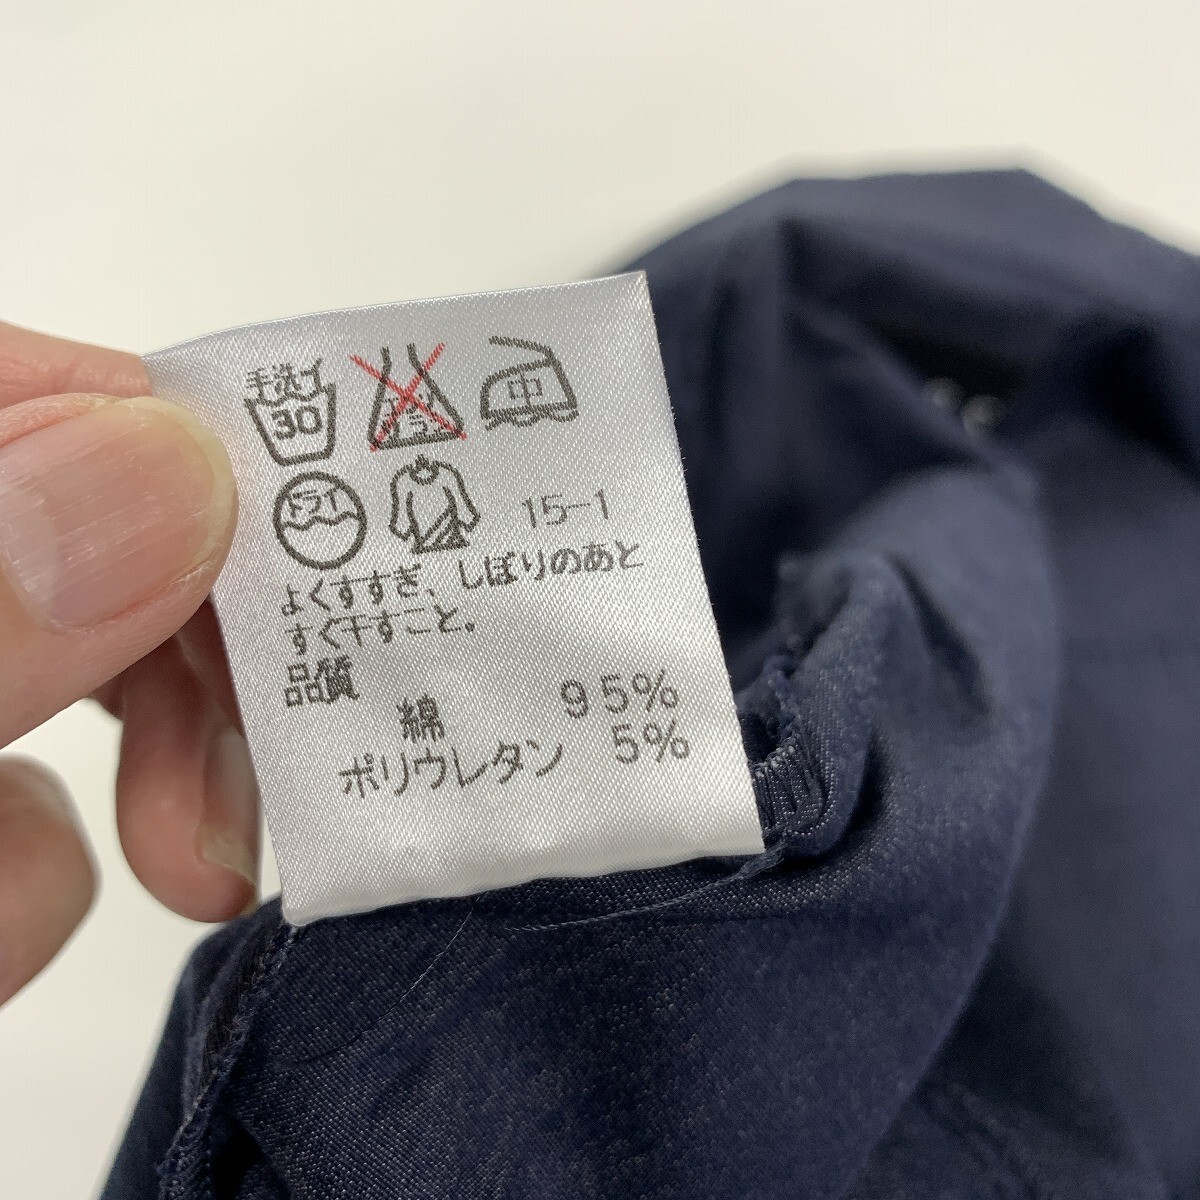 手洗イ
30
中
ドライ
15-1
よくすすぎ、しぼりのあと
すぐ干すこと。
品質
綿 95%
ポリウレタン 5%